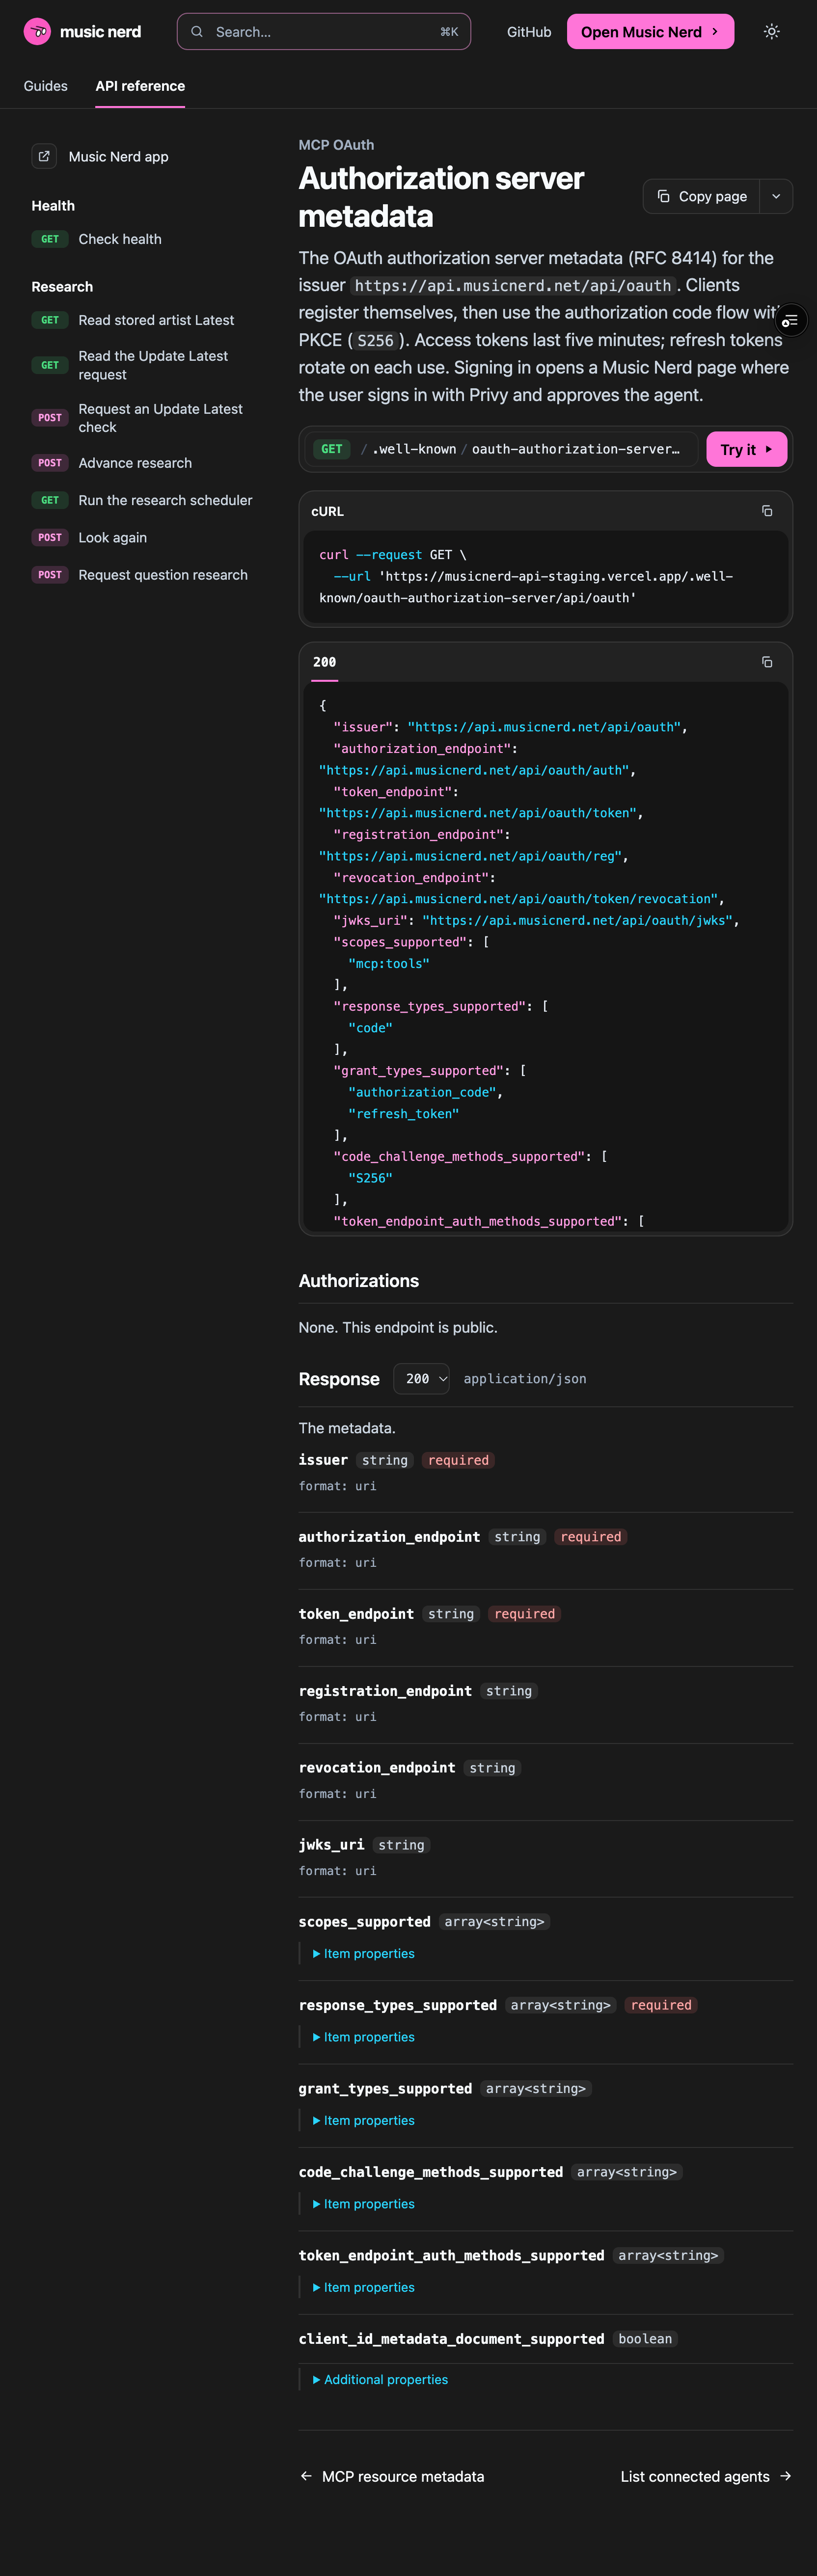 music nerd
Search...
⌘K
GitHub
Open Music Nerd
Guides
API reference
Music Nerd app
Health
GET Check health
Research
GET Read stored artist Latest
GET Read the Update Latest
request
POST Request an Update Latest
check
POST Advance research
GET Run the research scheduler
POST Look again
POST Request question research
MCP OAuth
Authorization server
metadata
Copy page
The OAuth authorization server metadata (RFC 8414) for the
issuer https://api.musicnerd.net/api/oauth. Clients
register themselves, then use the authorization code flow with
PKCE (S256). Access tokens last five minutes; refresh tokens
rotate on each use. Signing in opens a Music Nerd page where
the user signs in with Privy and approves the agent.
GET /.well-known/oauth-authorization-server…
Try it
cURL
curl --request GET \
--url 'https://musicnerd-api-staging.vercel.app/.well-
known/oauth-authorization-server/api/oauth'
200
{
"issuer": "https://api.musicnerd.net/api/oauth",
"authorization_endpoint":
"https://api.musicnerd.net/api/oauth/auth",
"token_endpoint":
"https://api.musicnerd.net/api/oauth/token",
"registration_endpoint":
"https://api.musicnerd.net/api/oauth/reg",
"revocation_endpoint":
"https://api.musicnerd.net/api/oauth/token/revocation",
"jwks_uri": "https://api.musicnerd.net/api/oauth/jwks",
"scopes_supported": [
"mcp:tools"
],
"response_types_supported": [
"code"
],
"grant_types_supported": [
"authorization_code",
"refresh_token"
],
"code_challenge_methods_supported": [
"S256"
],
"token_endpoint_auth_methods_supported": [
Authorizations
None. This endpoint is public.
Response 200 application/json
The metadata.
issuer string required
format: uri
authorization_endpoint string required
format: uri
token_endpoint string required
format: uri
registration_endpoint string
format: uri
revocation_endpoint string
format: uri
jwks_uri string
format: uri
scopes_supported array<string>
Item properties
response_types_supported array<string> required
Item properties
grant_types_supported array<string>
Item properties
code_challenge_methods_supported array<string>
Item properties
token_endpoint_auth_methods_supported array<string>
Item properties
client_id_metadata_document_supported boolean
Additional properties
← MCP resource metadata
List connected agents →